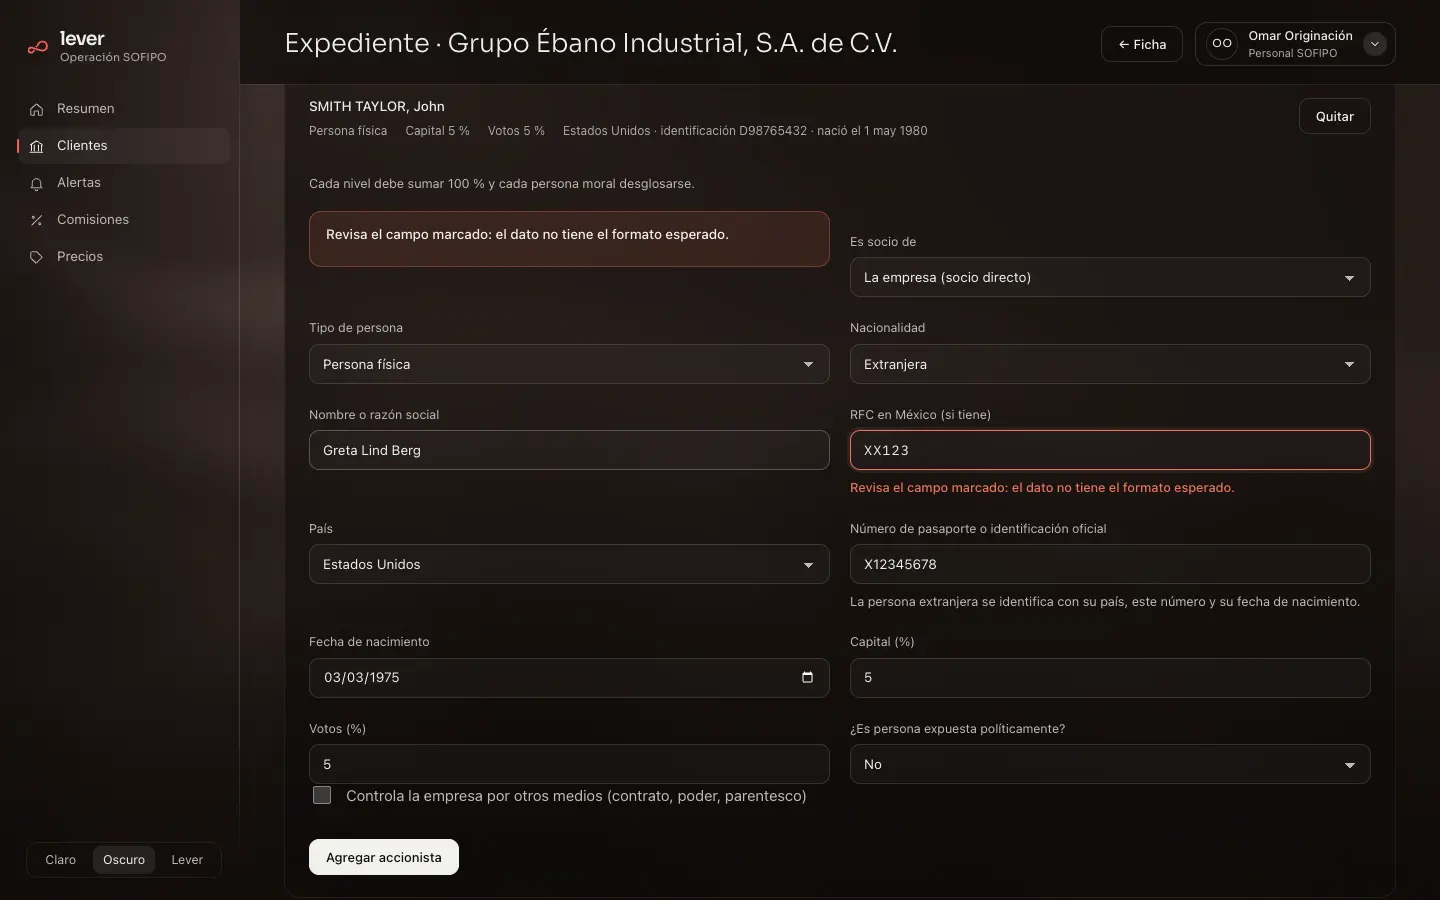 lever
Operación SOFIPO
Resumen
Clientes
Alertas
Comisiones
Precios
Claro Oscuro Lever
Expediente · Grupo Ébano Industrial, S.A. de C.V.
← Ficha
OO
Omar Originación
Personal SOFIPO
SMITH TAYLOR, John
Persona física Capital 5 % Votos 5 % Estados Unidos · identificación D98765432 · nació el 1 may 1980
Quitar
Cada nivel debe sumar 100 % y cada persona moral desglosarse.
Revisa el campo marcado: el dato no tiene el formato esperado.
Es socio de
La empresa (socio directo)
Tipo de persona
Persona física
Nacionalidad
Extranjera
Nombre o razón social
Greta Lind Berg
RFC en México (si tiene)
XX123
Revisa el campo marcado: el dato no tiene el formato esperado.
País
Estados Unidos
Número de pasaporte o identificación oficial
X12345678
La persona extranjera se identifica con su país, este número y su fecha de nacimiento.
Fecha de nacimiento
03/03/1975
Capital (%)
5
Votos (%)
5
¿Es persona expuesta políticamente?
No
Controla la empresa por otros medios (contrato, poder, parentesco)
Agregar accionista